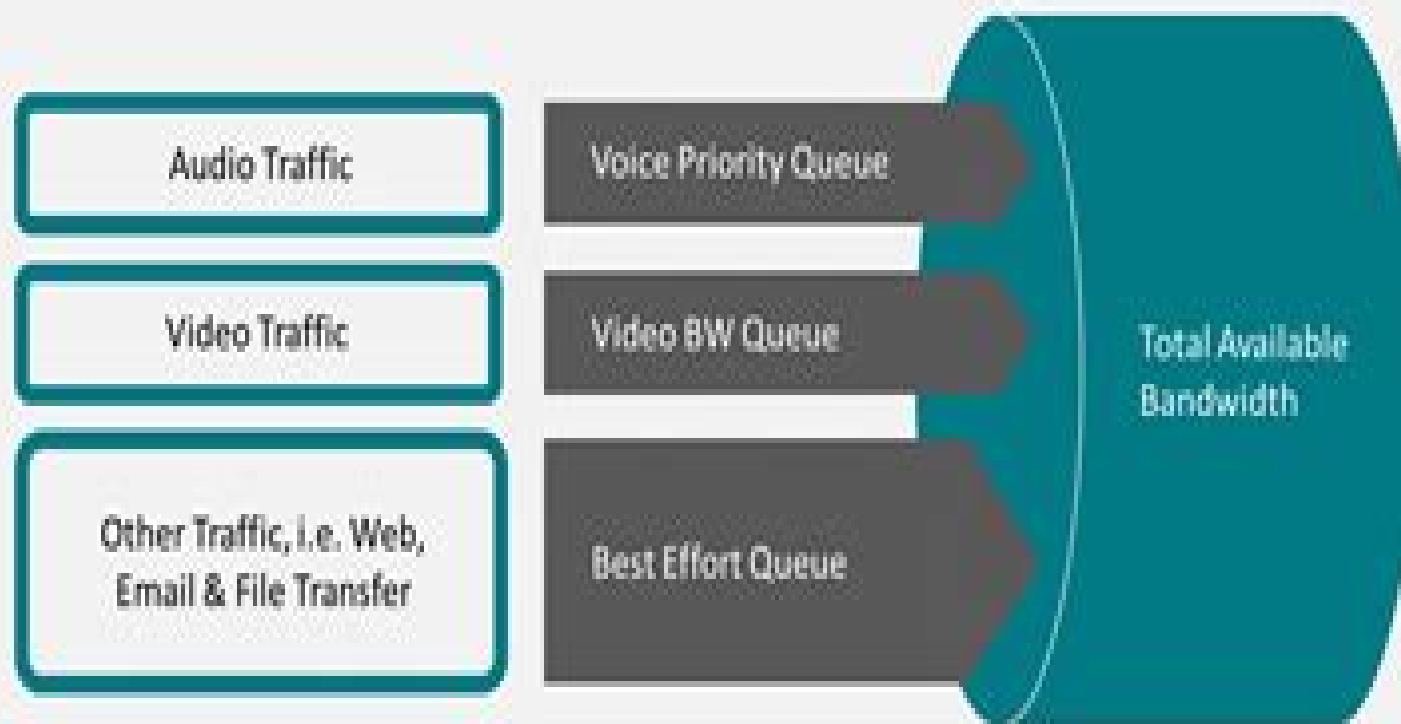 Audio Traffic
Voice Priority Queue
Video Traffic
Video BW Queue
Total Available
Bandwidth
Other Traffic, i.e. Web,
Email & File Transfer
Best Effort Queue